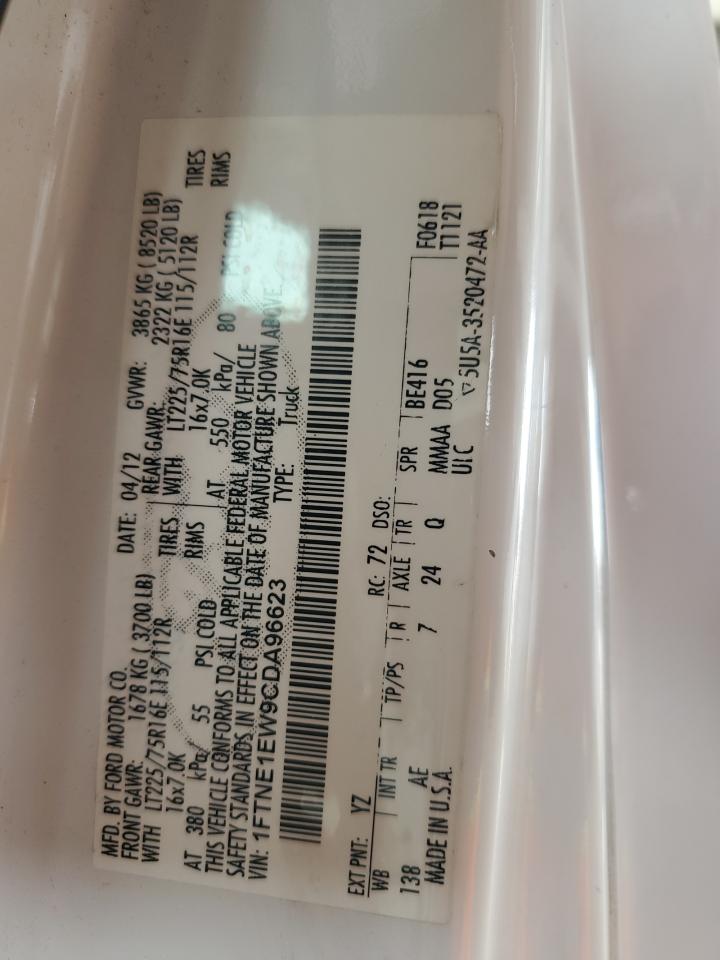 MFD. BY FORD MOTOR CO. DATE: 04/12 GVWR: 3865 KG ( 8520 LB)
FRONT GAWR: 1678 KG ( 3700 LB) REAR GAWR: 2322 KG ( 5120 LB)
WITH LT225/75R16E 115/112R TIRES WITH LT225/75R16E 115/112R TIRES
16x7.0K RIMS 16x7.0K RIMS
AT 380 kPa/ 55 PSI COLD AT 550 kPa/ 80 PSI COLD
THIS VEHICLE CONFORMS TO ALL APPLICABLE FEDERAL MOTOR VEHICLE
SAFETY STANDARDS IN EFFECT ON THE DATE OF MANUFACTURE SHOWN ABOVE.
VIN: 1FTNE1EW9CDA96623 TYPE: Truck
EXT PNT: YZ RC: 72 DSO:
WB INT TR TP/PS R AXLE TR SPR BE416 F0618
138 AE 7 24 Q MMAA D05 T1121
MADE IN U.S.A. UIC
▽5U5A-3520472-AA